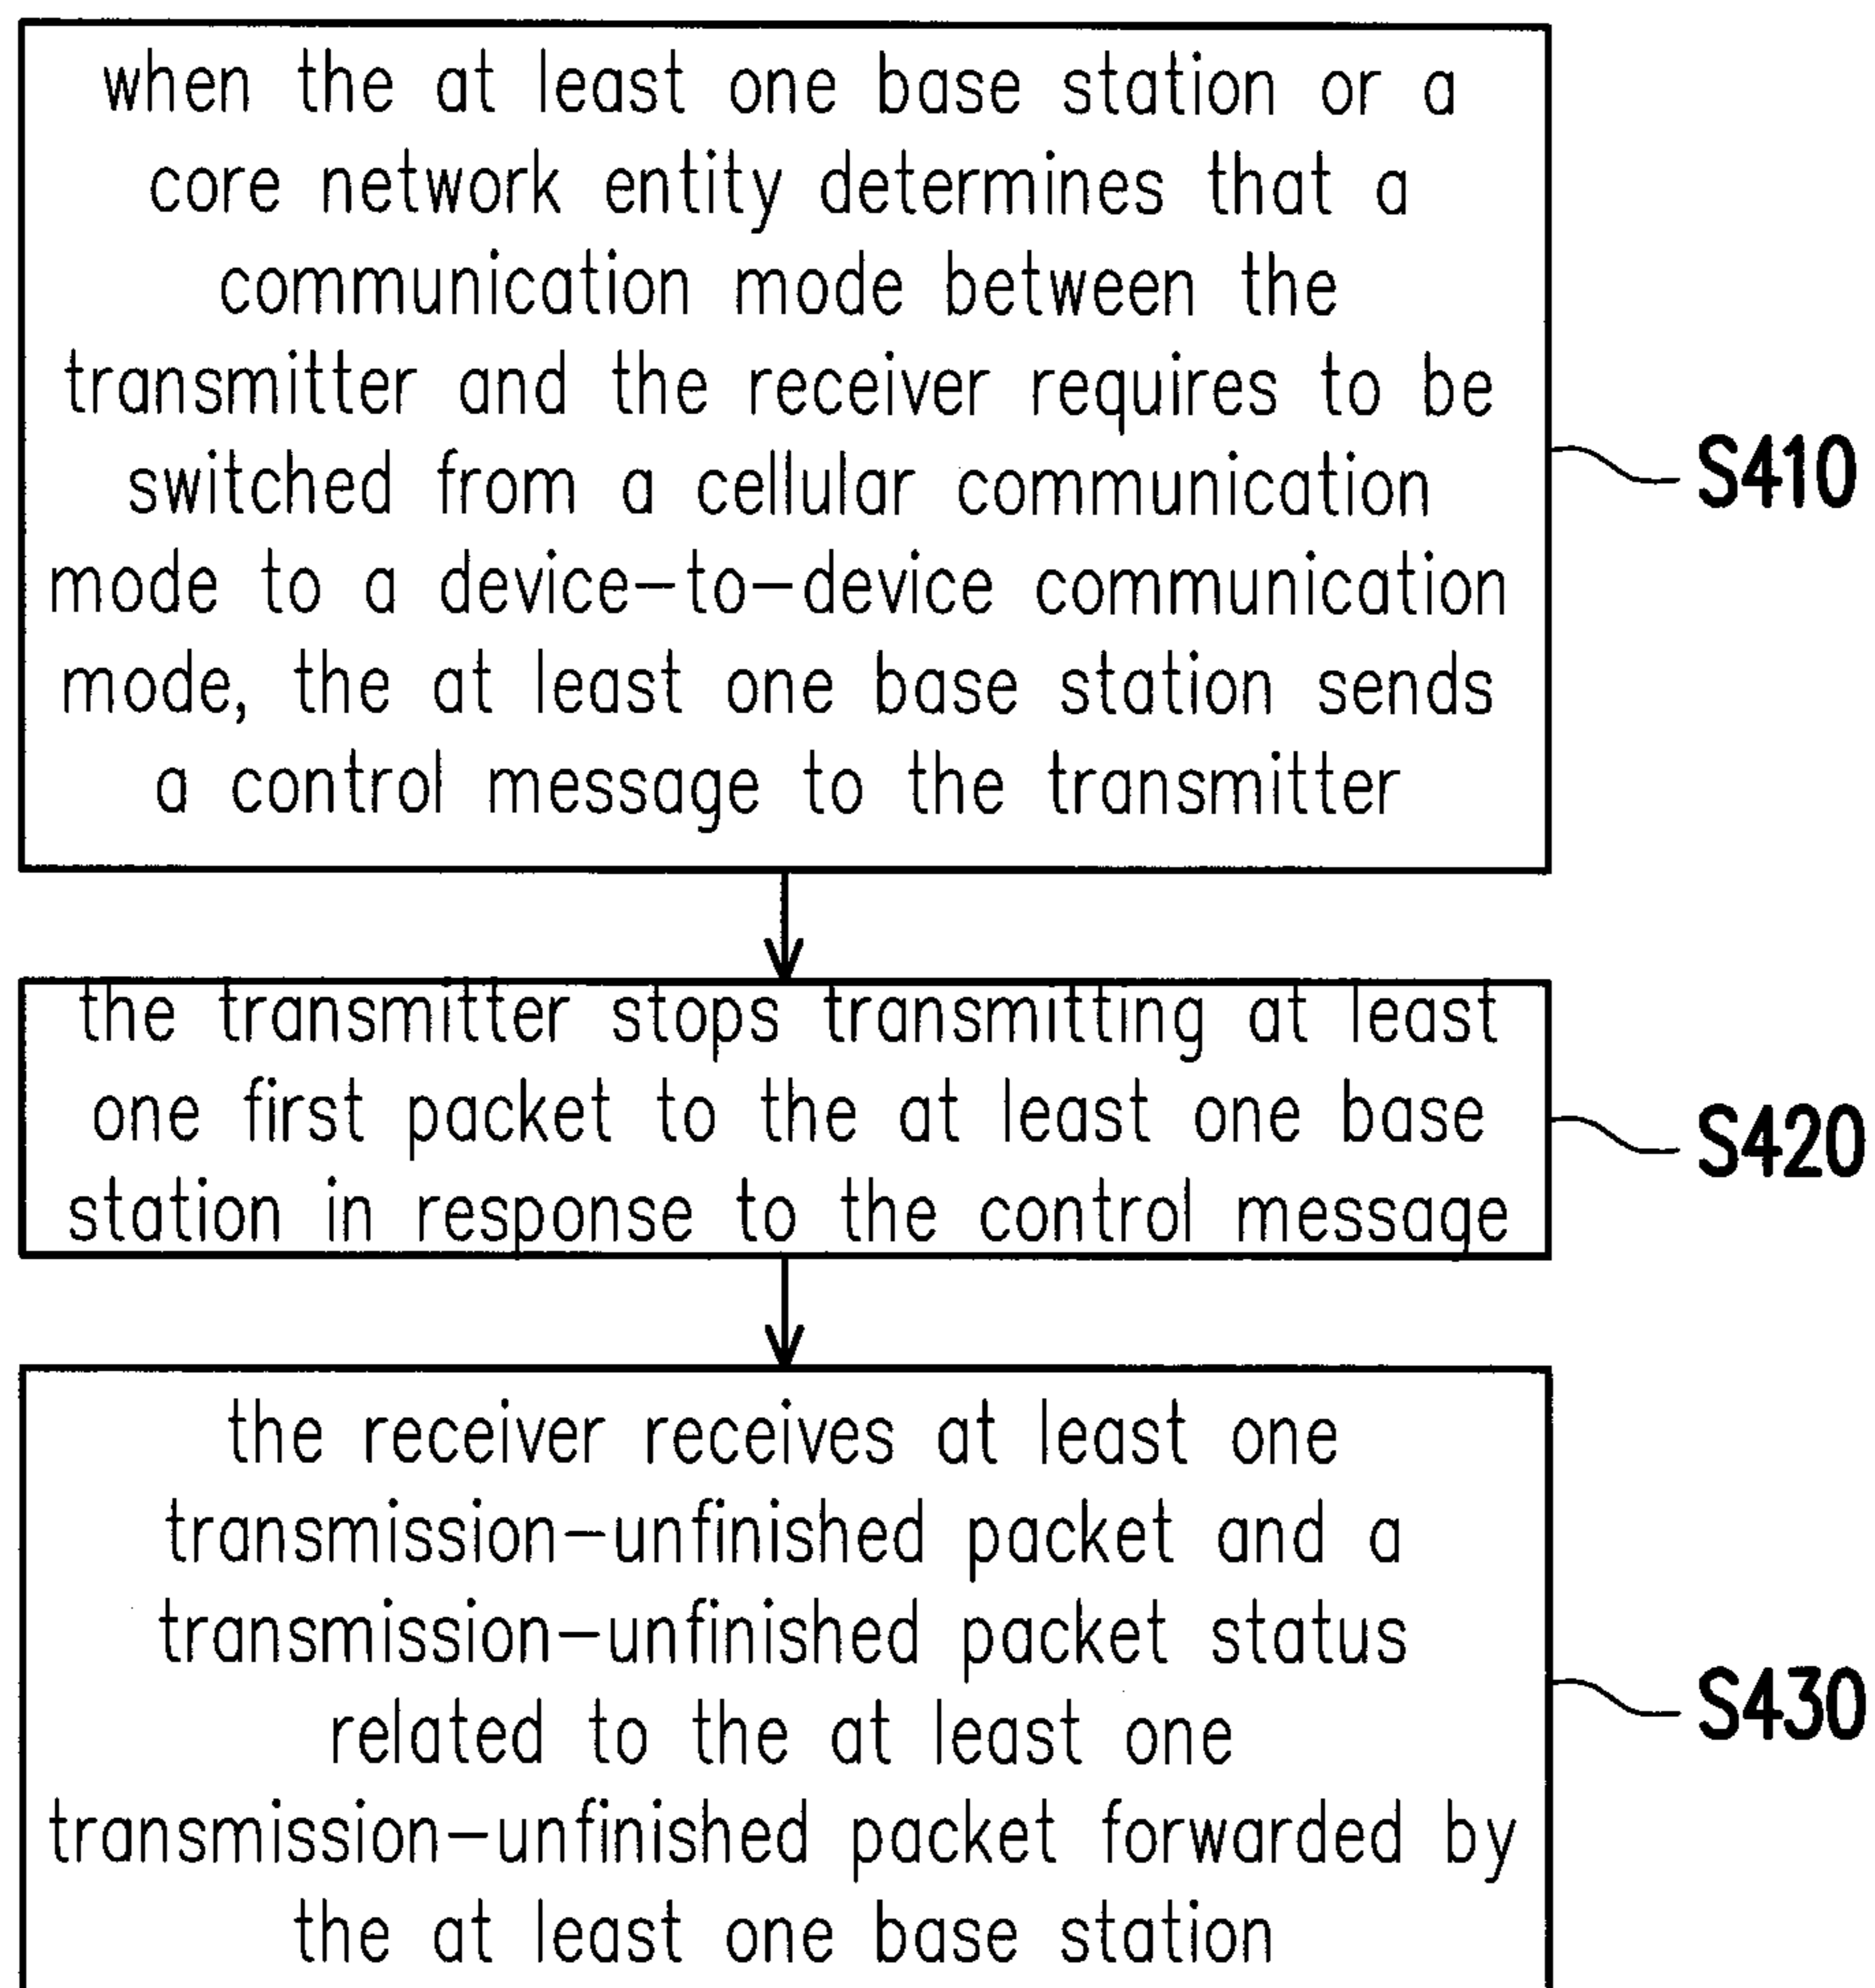 when the at least one base station or a
core network entity determines that a
communication mode between the
transmitter and the receiver requires to be
switched from a cellular communication
mode to a device-to-device communication
mode, the at least one base station sends
a control message to the transmitter
S410
the transmitter stops transmitting at least
one first packet to the at least one base
station in response to the control message
S420
the receiver receives at least one
transmission-unfinished packet and a
transmission-unfinished packet status
related to the at least one
transmission-unfinished packet forwarded by
the at least one base station
S430